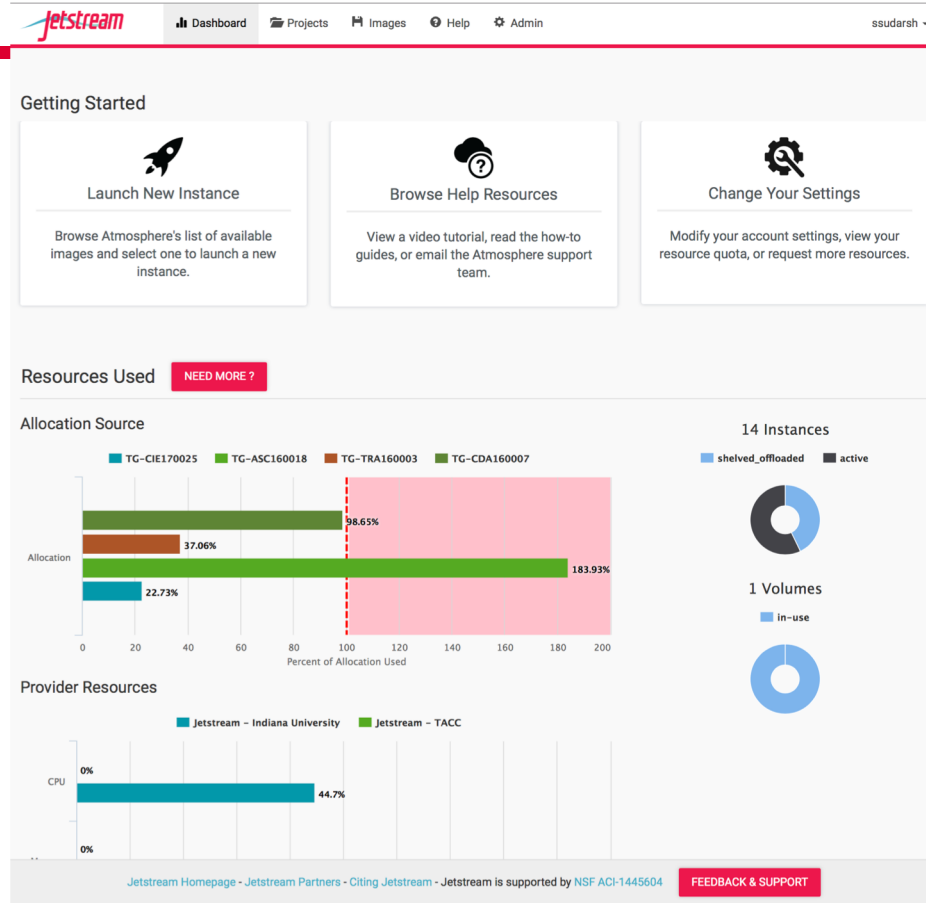 Jetstream
Dashboard Projects Images Help Admin ssudarsh
Getting Started
Launch New Instance
Browse Atmosphere's list of available
images and select one to launch a new
instance.
Browse Help Resources
View a video tutorial, read the how-to
guides, or email the Atmosphere support
team.
Change Your Settings
Modify your account settings, view your
resource quota, or request more resources.
Resources Used NEED MORE ?
Allocation Source
TG-CIE170025 TG-ASC160018 TG-TRA160003 TG-CDA160007
98.65%
37.06%
Allocation
183.93%
22.73%
0 20 40 60 80 100 120 140 160 180 200
Percent of Allocation Used
14 Instances
shelved_offloaded active
1 Volumes
in-use
Provider Resources
Jetstream - Indiana University Jetstream - TACC
0%
CPU
44.7%
0%
Jetstream Homepage - Jetstream Partners - Citing Jetstream - Jetstream is supported by NSF ACI-1445604 FEEDBACK & SUPPORT